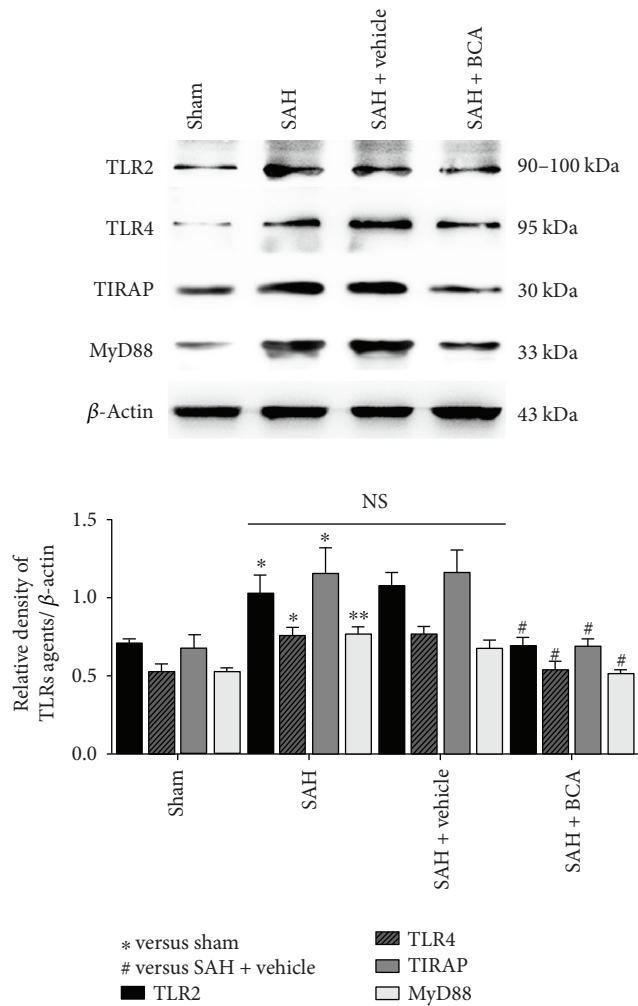 Sham
SAH
SAH + vehicle
SAH + BCA
TLR2 90–100 kDa
TLR4 95 kDa
TIRAP 30 kDa
MyD88 33 kDa
β-Actin 43 kDa
NS
1.5
1.0
0.5
0.0
Relative density of
TLRs agents/ β-actin
* * * **
# # # #
Sham
SAH
SAH + vehicle
SAH + BCA
* versus sham
# versus SAH + vehicle
TLR2
TLR4
TIRAP
MyD88